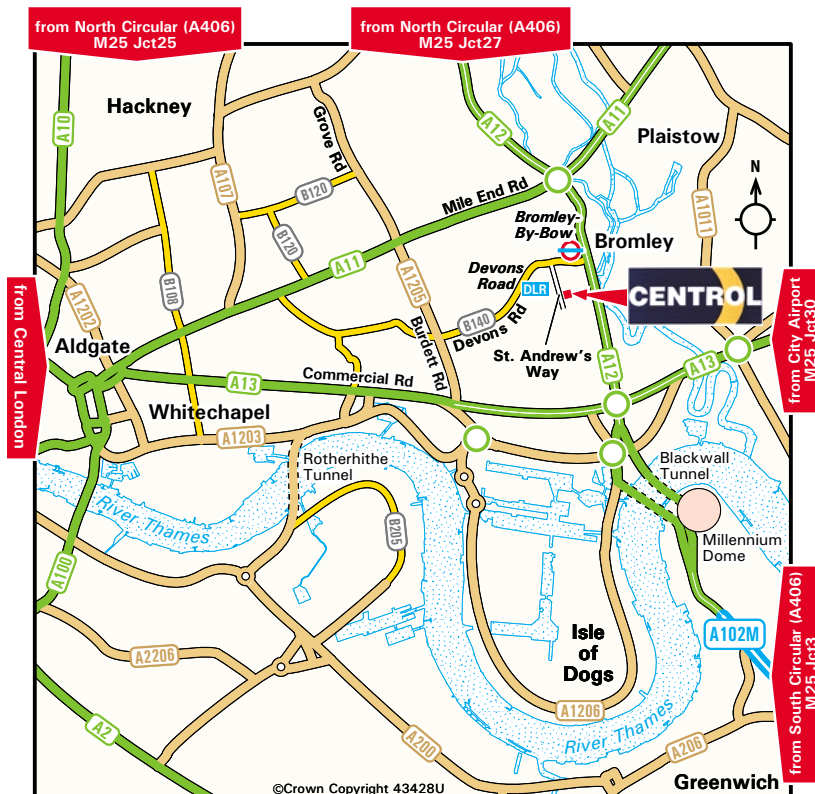 from North Circular (A406)
M25 Jct25
from North Circular (A406)
M25 Jct27
Hackney
A10
Grove Rd
A12
A11
Plaistow
A107
B120
Mile End Rd
N
A1011
Bromley-
By-Bow
Bromley
B120
A11
A1205
Devons
Road
DLR
B108
A1202
CENTROL
from City Airport
M25 Jct30
from Central London
Aldgate
B140
Devons Rd
Burdett Rd
St. Andrew's
Way
A12
A13
A13
Commercial Rd
Whitechapel
A1203
Rotherhithe
Tunnel
Blackwall
Tunnel
River Thames
B205
Millennium
Dome
A100
A102M
from South Circular (A406)
M25 Jct3
Isle
of
Dogs
A2206
A1206
A2
A200
River Thames
A206
Greenwich
©Crown Copyright 43428U